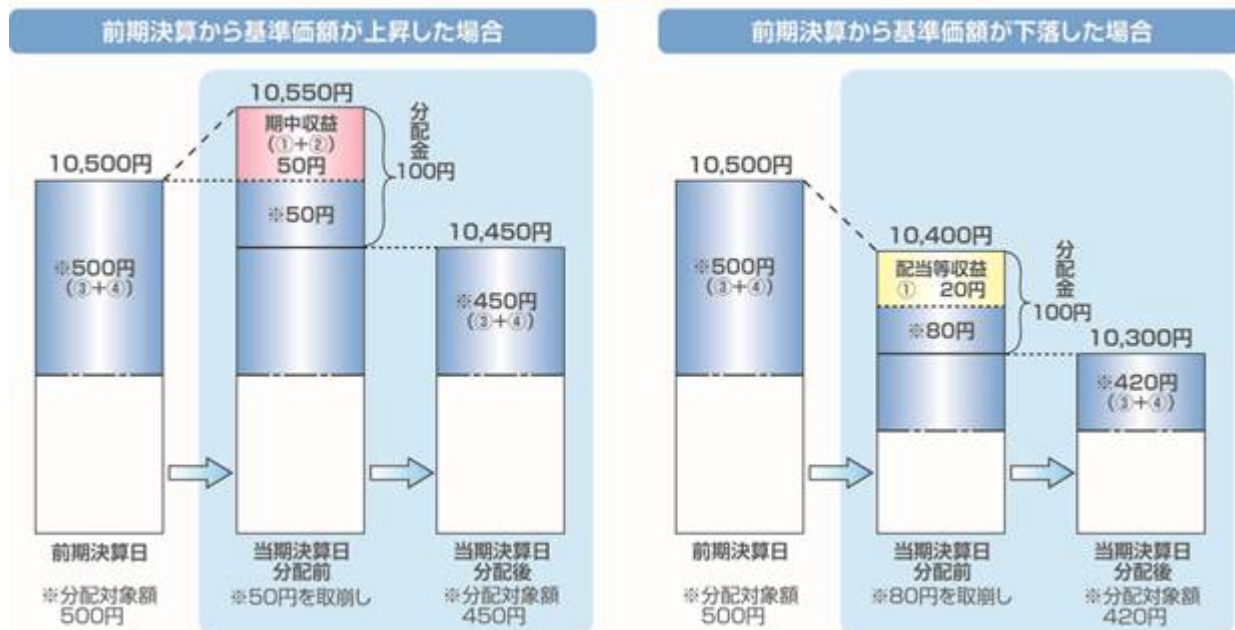 前期決算から基準価額が上昇した場合
10,550円
期中収益
(①+②)
50円
分配金
100円
10,500円
※50円
10,450円
※500円
(③+④)
※450円
(③+④)
前期決算日
当期決算日
分配前
当期決算日
分配後
※分配対象額
500円
※50円を取崩し
※分配対象額
450円
前期決算から基準価額が下落した場合
10,500円
10,400円
配当等収益
① 20円
分配金
100円
※500円
(③+④)
※80円
10,300円
※420円
(③+④)
前期決算日
当期決算日
分配前
当期決算日
分配後
※分配対象額
500円
※80円を取崩し
※分配対象額
420円